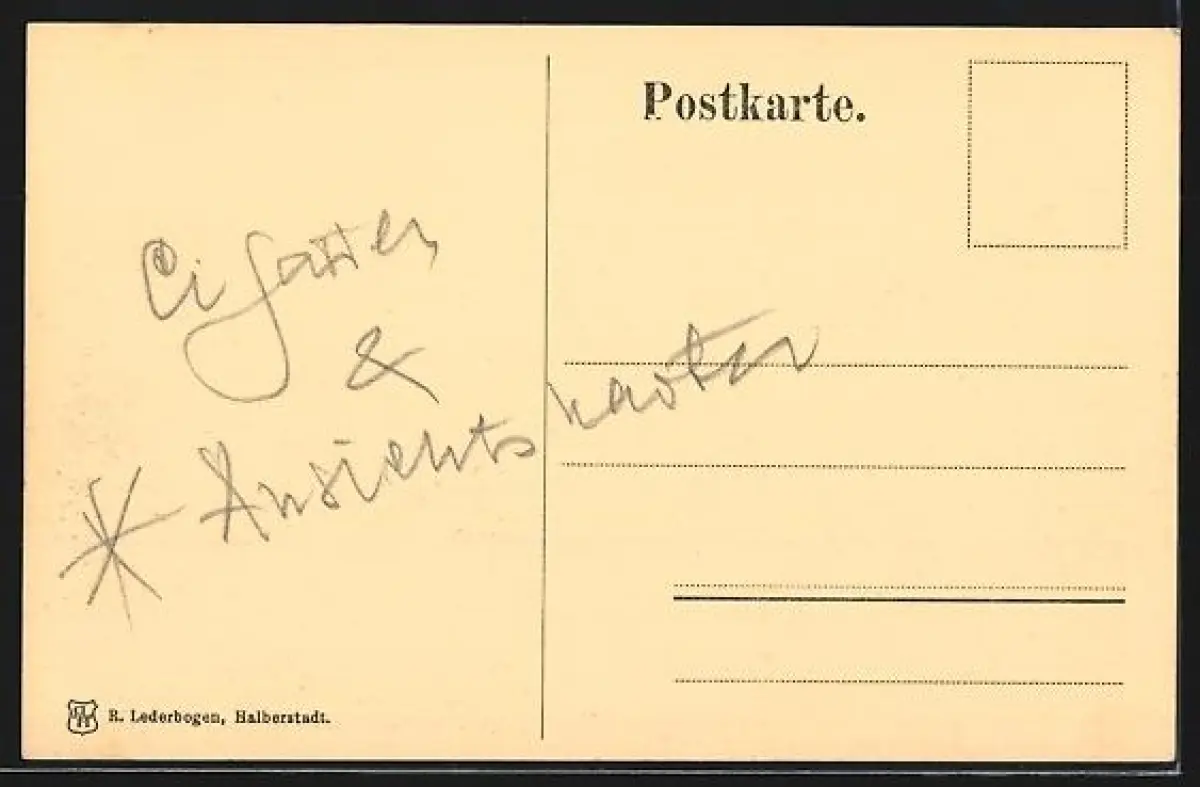 Postkarte.
Cigarren
&
* Ansichtskarten
R. Lederbogen, Halberstadt.